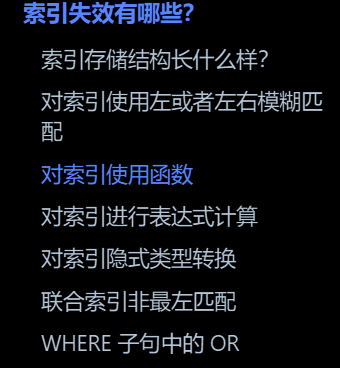 索引失效有哪些？
索引存储结构长什么样？
对索引使用左或者左右模糊匹
配
对索引使用函数
对索引进行表达式计算
对索引隐式类型转换
联合索引非最左匹配
WHERE 子句中的 OR